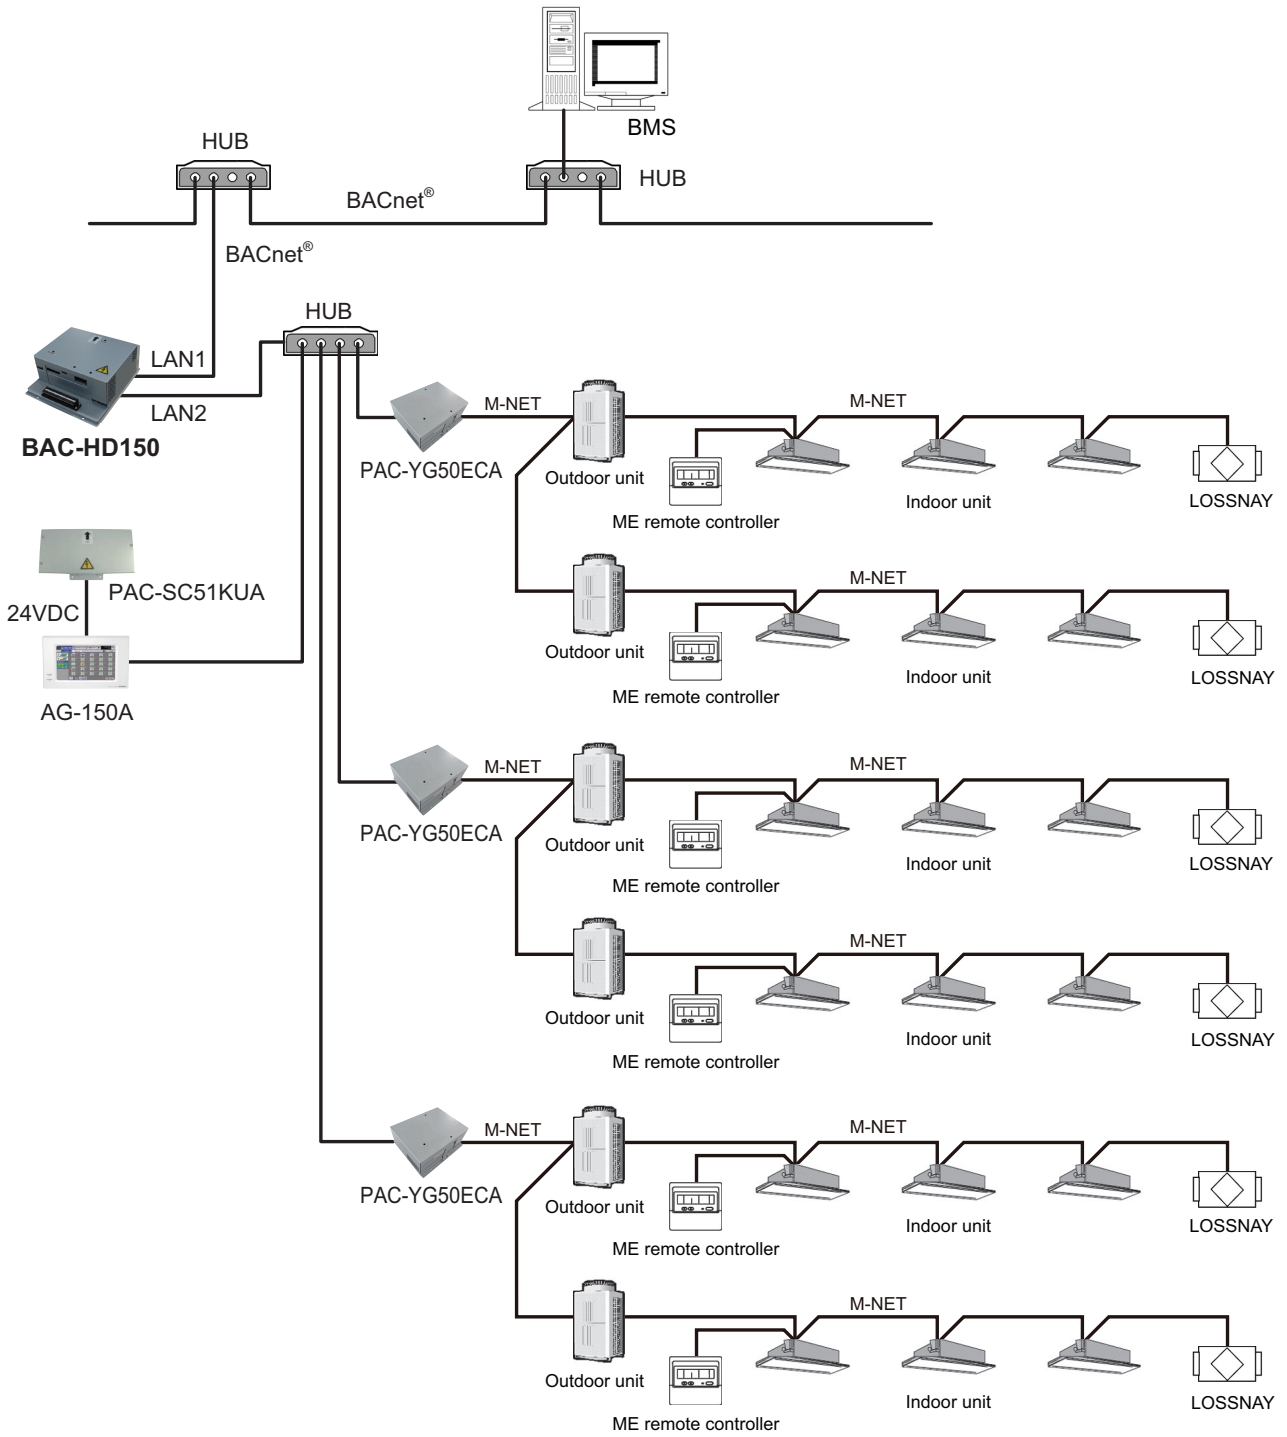 BMS
HUB
HUB
BACnet®
BACnet®
HUB
LAN1
LAN2
BAC-HD150
M-NET
M-NET
PAC-YG50ECA
Outdoor unit
ME remote controller
Indoor unit
LOSSNAY
M-NET
Outdoor unit
ME remote controller
Indoor unit
LOSSNAY
PAC-SC51KUA
24VDC
AG-150A
M-NET
M-NET
PAC-YG50ECA
Outdoor unit
ME remote controller
Indoor unit
LOSSNAY
M-NET
Outdoor unit
ME remote controller
Indoor unit
LOSSNAY
M-NET
M-NET
PAC-YG50ECA
Outdoor unit
ME remote controller
Indoor unit
LOSSNAY
M-NET
Outdoor unit
ME remote controller
Indoor unit
LOSSNAY